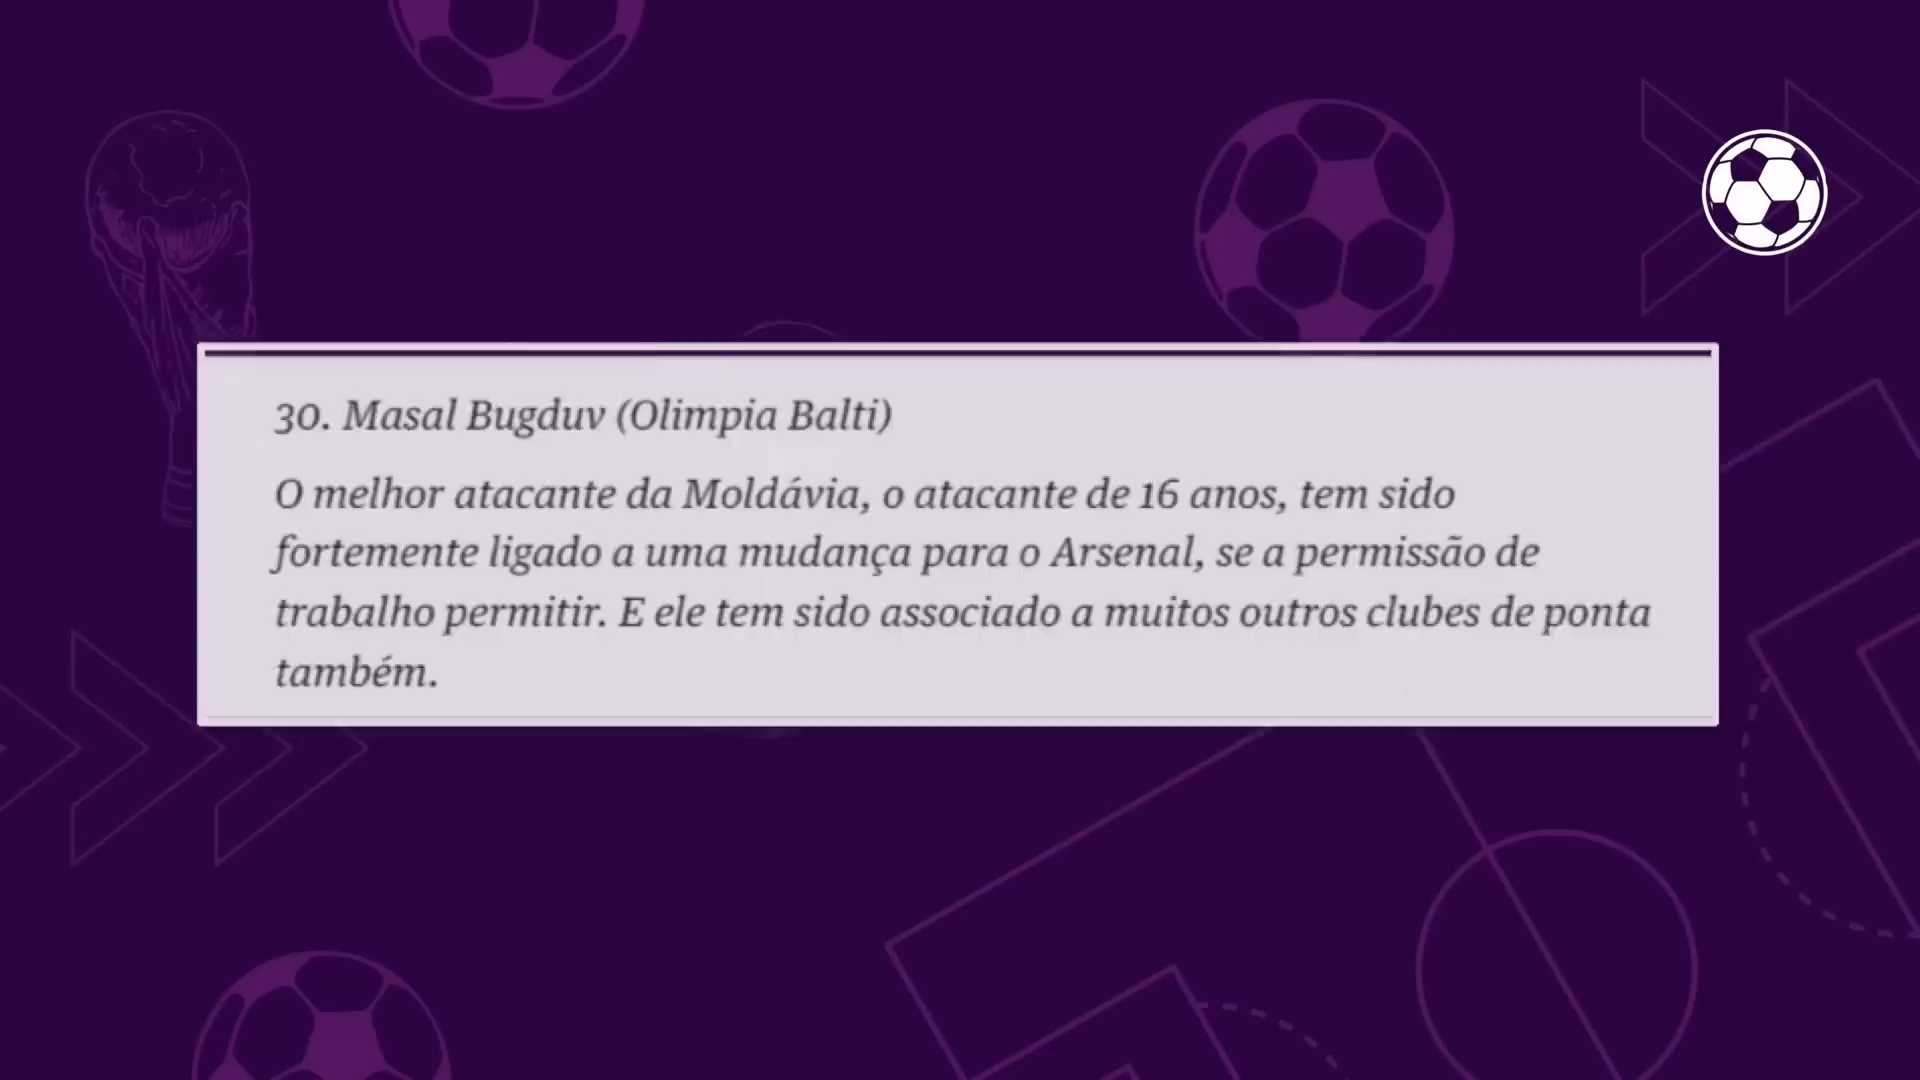 30. Masal Bugduv (Olimpia Balti)
O melhor atacante da Moldávia, o atacante de 16 anos, tem sido
fortemente ligado a uma mudança para o Arsenal, se a permissão de
trabalho permitir. E ele tem sido associado a muitos outros clubes de ponta
também.